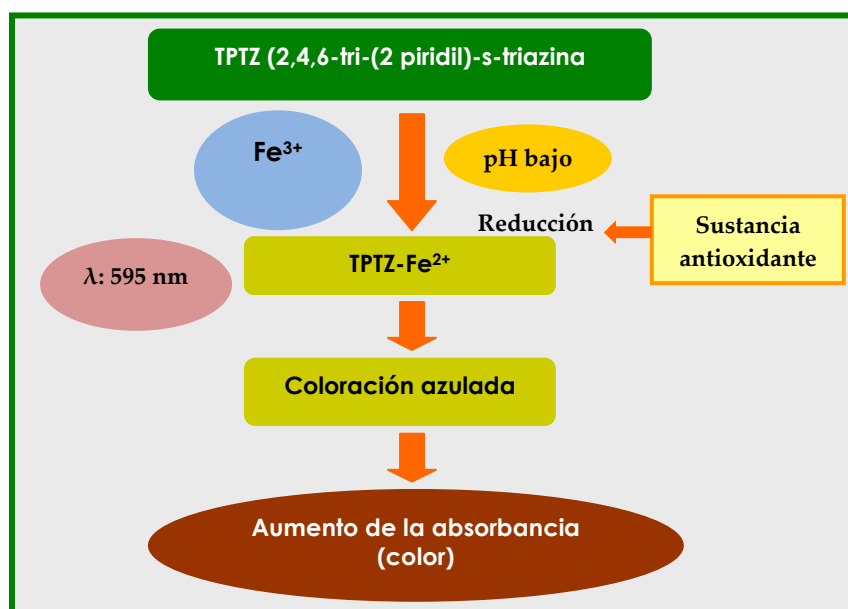 TPTZ (2,4,6-tri-(2 piridil)-s-triazina
Fe³⁺
pH bajo
Reducción
Sustancia
antioxidante
λ: 595 nm
TPTZ-Fe²⁺
Coloración azulada
Aumento de la absorbancia
(color)